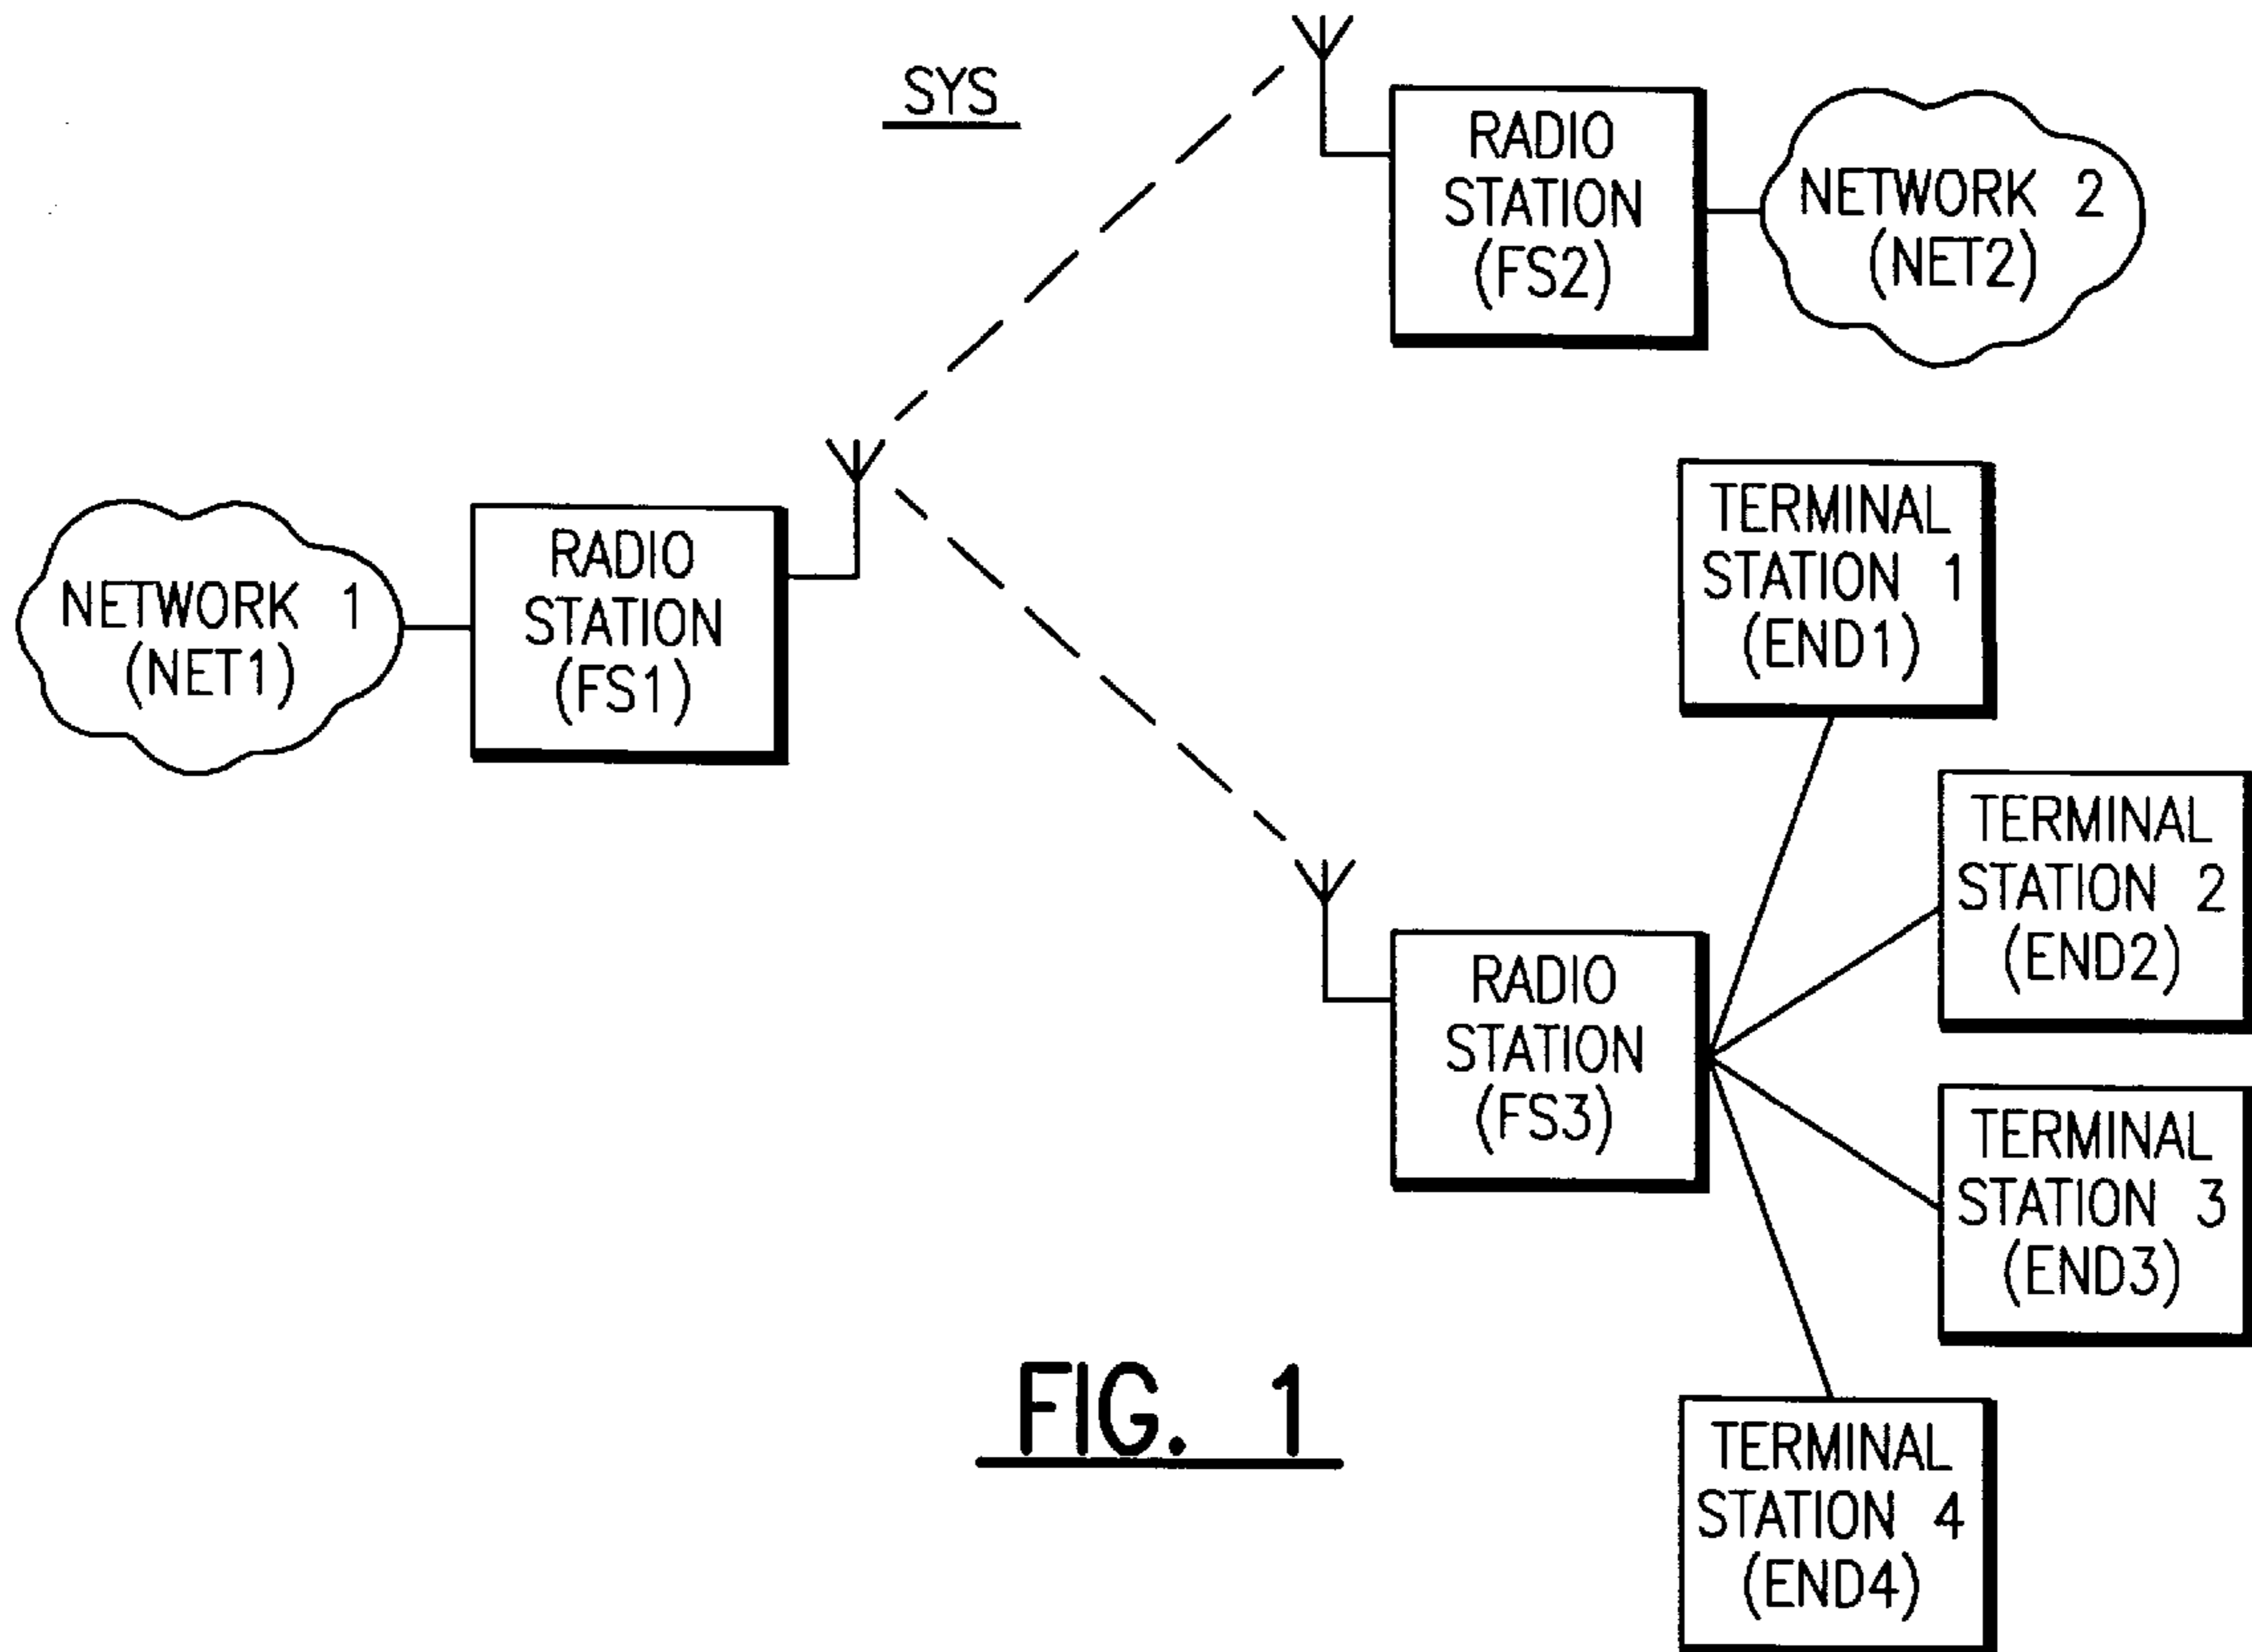 SYS
RADIO
STATION
(FS2)
NETWORK 2
(NET2)
NETWORK 1
(NET1)
RADIO
STATION
(FS1)
TERMINAL
STATION 1
(END1)
TERMINAL
STATION 2
(END2)
RADIO
STATION
(FS3)
TERMINAL
STATION 3
(END3)
TERMINAL
STATION 4
(END4)
FIG. 1